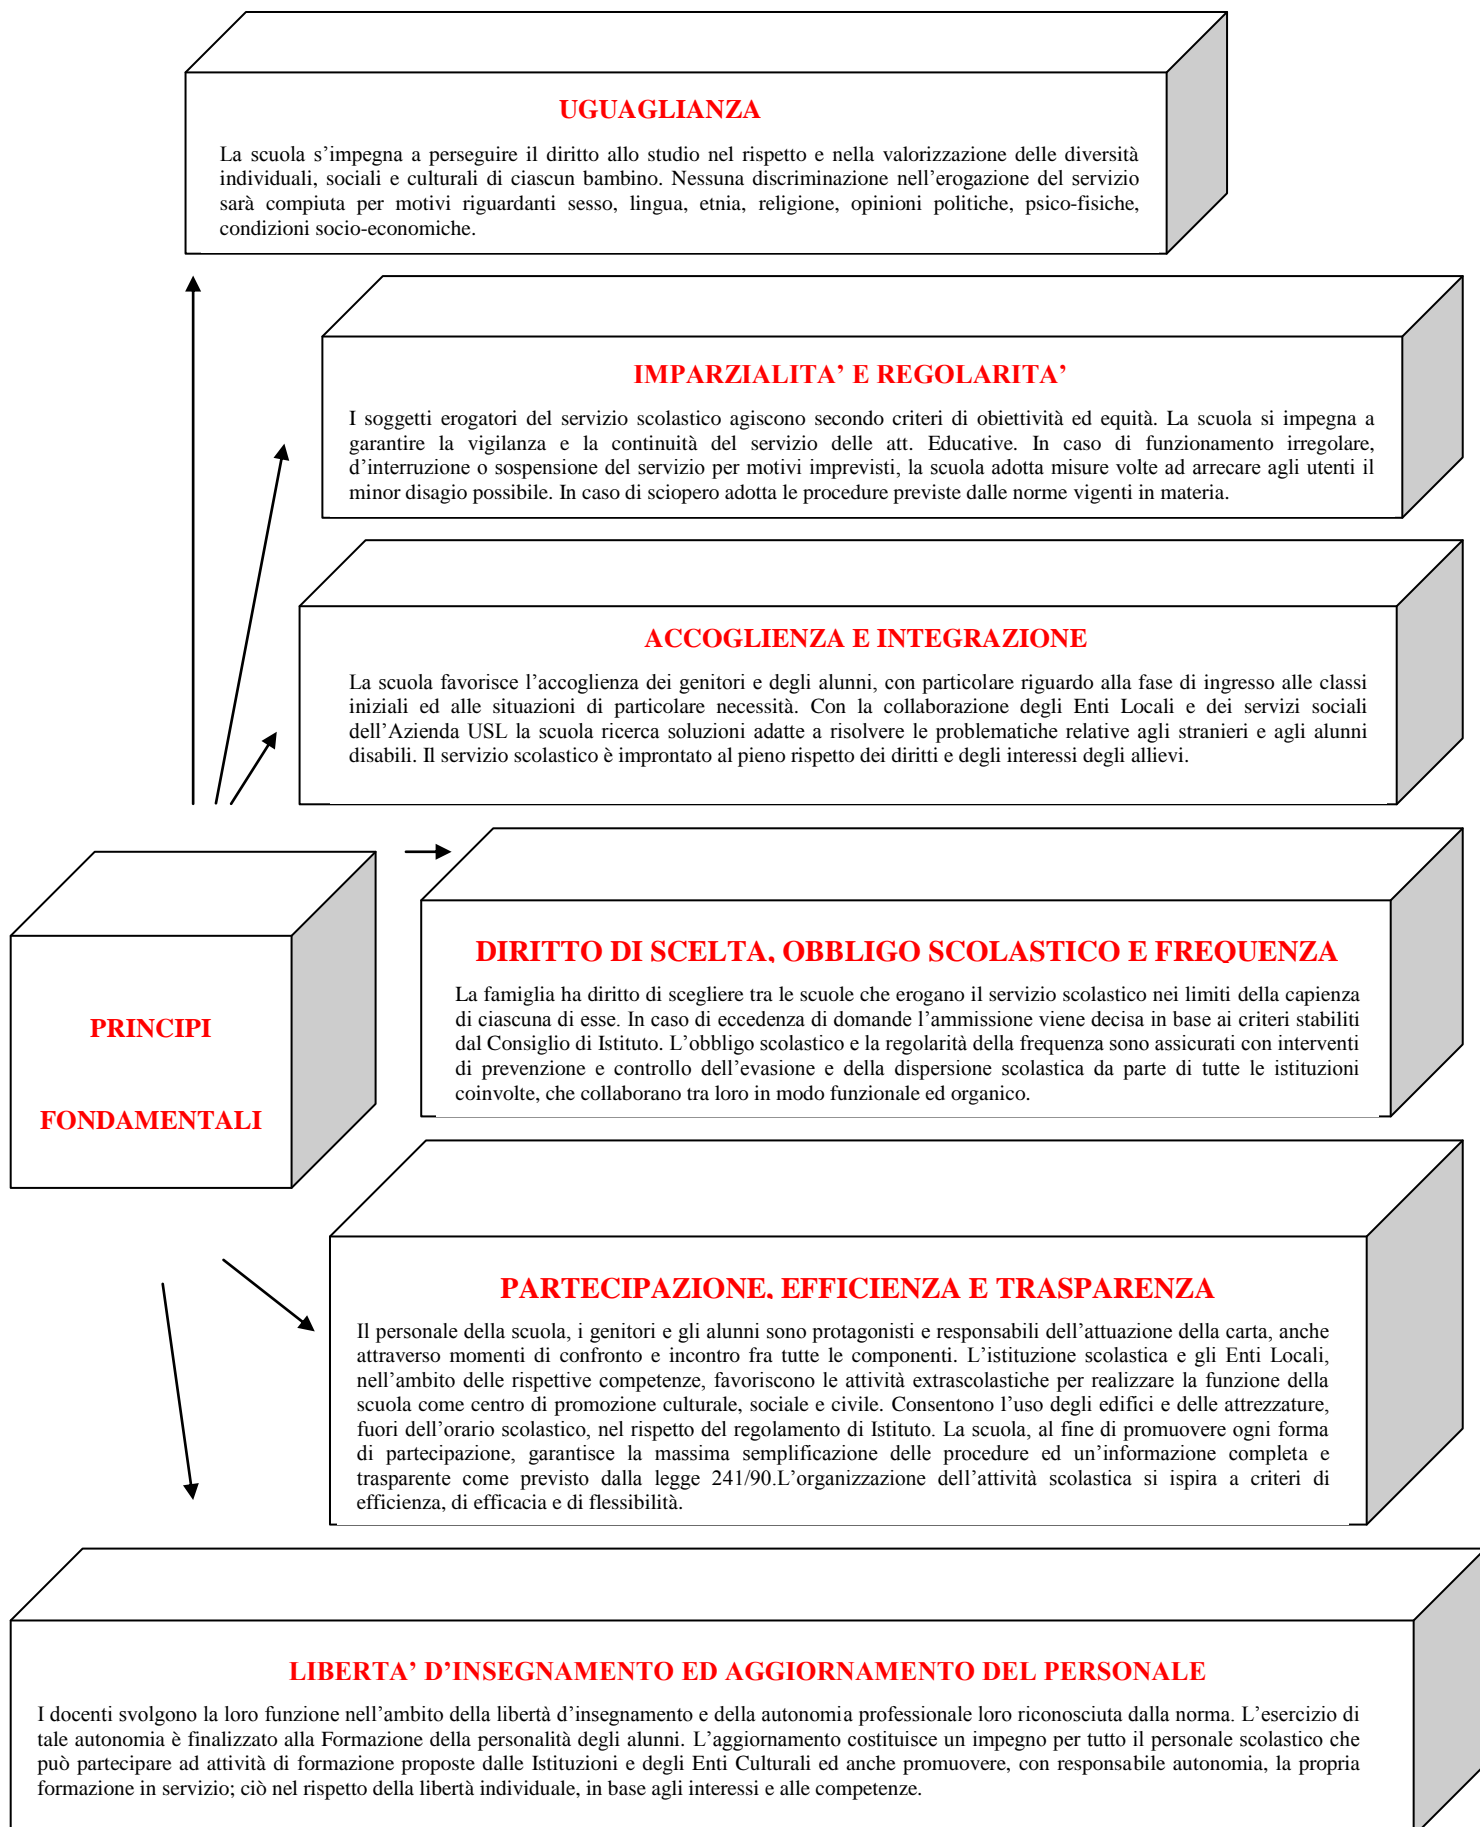 UGUAGLIANZA
La scuola s’impegna a perseguire il diritto allo studio nel rispetto e nella valorizzazione delle diversità
individuali, sociali e culturali di ciascun bambino. Nessuna discriminazione nell’erogazione del servizio
sarà compiuta per motivi riguardanti sesso, lingua, etnia, religione, opinioni politiche, psico-fisiche,
condizioni socio-economiche.
IMPARZIALITA’ E REGOLARITA’
I soggetti erogatori del servizio scolastico agiscono secondo criteri di obiettività ed equità. La scuola si impegna a
garantire la vigilanza e la continuità del servizio delle att. Educative. In caso di funzionamento irregolare,
d’interruzione o sospensione del servizio per motivi imprevisti, la scuola adotta misure volte ad arrecare agli utenti il
minor disagio possibile. In caso di sciopero adotta le procedure previste dalle norme vigenti in materia.
ACCOGLIENZA E INTEGRAZIONE
La scuola favorisce l’accoglienza dei genitori e degli alunni, con particolare riguardo alla fase di ingresso alle classi
iniziali ed alle situazioni di particolare necessità. Con la collaborazione degli Enti Locali e dei servizi sociali
dell’Azienda USL la scuola ricerca soluzioni adatte a risolvere le problematiche relative agli stranieri e agli alunni
disabili. Il servizio scolastico è improntato al pieno rispetto dei diritti e degli interessi degli allievi.
PRINCIPI
FONDAMENTALI
DIRITTO DI SCELTA, OBBLIGO SCOLASTICO E FREQUENZA
La famiglia ha diritto di scegliere tra le scuole che erogano il servizio scolastico nei limiti della capienza
di ciascuna di esse. In caso di eccedenza di domande l’ammissione viene decisa in base ai criteri stabiliti
dal Consiglio di Istituto. L’obbligo scolastico e la regolarità della frequenza sono assicurati con interventi
di prevenzione e controllo dell’evasione e della dispersione scolastica da parte di tutte le istituzioni
coinvolte, che collaborano tra loro in modo funzionale ed organico.
PARTECIPAZIONE, EFFICIENZA E TRASPARENZA
Il personale della scuola, i genitori e gli alunni sono protagonisti e responsabili dell’attuazione della carta, anche
attraverso momenti di confronto e incontro fra tutte le componenti. L’istituzione scolastica e gli Enti Locali,
nell’ambito delle rispettive competenze, favoriscono le attività extrascolastiche per realizzare la funzione della
scuola come centro di promozione culturale, sociale e civile. Consentono l’uso degli edifici e delle attrezzature,
fuori dell’orario scolastico, nel rispetto del regolamento di Istituto. La scuola, al fine di promuovere ogni forma
di partecipazione, garantisce la massima semplificazione delle procedure ed un’informazione completa e
trasparente come previsto dalla legge 241/90.L’organizzazione dell’attività scolastica si ispira a criteri di
efficienza, di efficacia e di flessibilità.
LIBERTA’ D’INSEGNAMENTO ED AGGIORNAMENTO DEL PERSONALE
I docenti svolgono la loro funzione nell’ambito della libertà d’insegnamento e della autonomia professionale loro riconosciuta dalla norma. L’esercizio di
tale autonomia è finalizzato alla Formazione della personalità degli alunni. L’aggiornamento costituisce un impegno per tutto il personale scolastico che
può partecipare ad attività di formazione proposte dalle Istituzioni e degli Enti Culturali ed anche promuovere, con responsabile autonomia, la propria
formazione in servizio; ciò nel rispetto della libertà individuale, in base agli interessi e alle competenze.